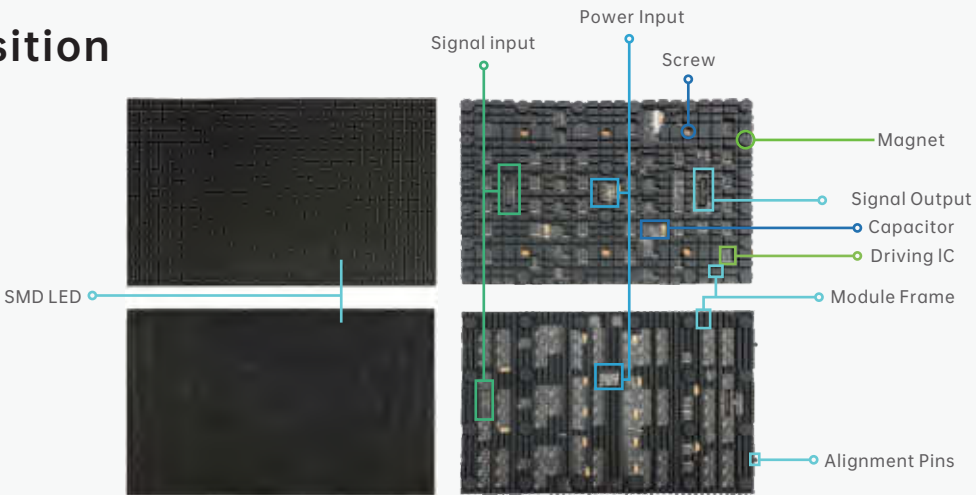 sition
Power Input
Signal input
Screw
Magnet
Signal Output
Capacitor
Driving IC
SMD LED
Module Frame
Alignment Pins